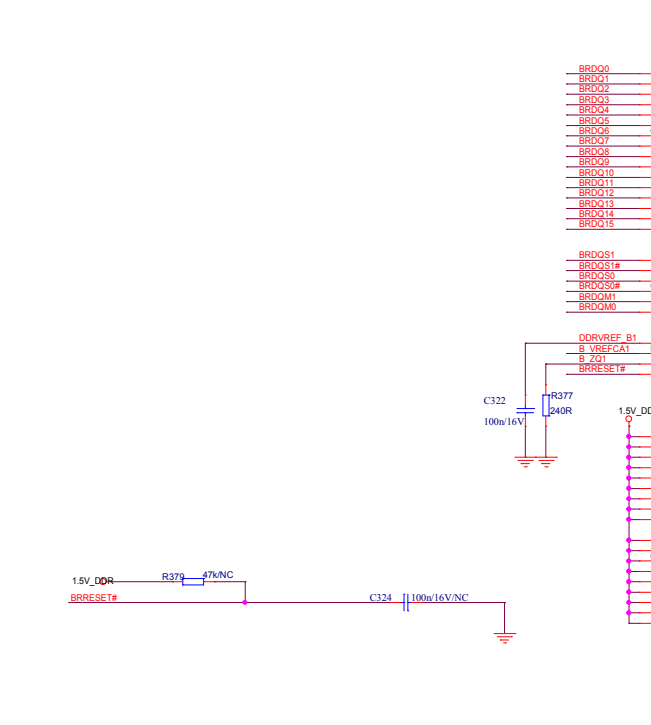 BRDQ0
BRDQ1
BRDQ2
BRDQ3
BRDQ4
BRDQ5
BRDQ6
BRDQ7
BRDQ8
BRDQ9
BRDQ10
BRDQ11
BRDQ12
BRDQ13
BRDQ14
BRDQ15
BRDQS1
BRDQS1#
BRDQS0
BRDQS0#
BRDQM1
BRDQM0
DDRVREF_B1
B_VREFCA1
B_ZQ1
BRRESET#
C322
100n/16V
R377
240R
1.5V_DD
1.5V_DDR
R379
47k/NC
BRRESET#
C324
100n/16V/NC